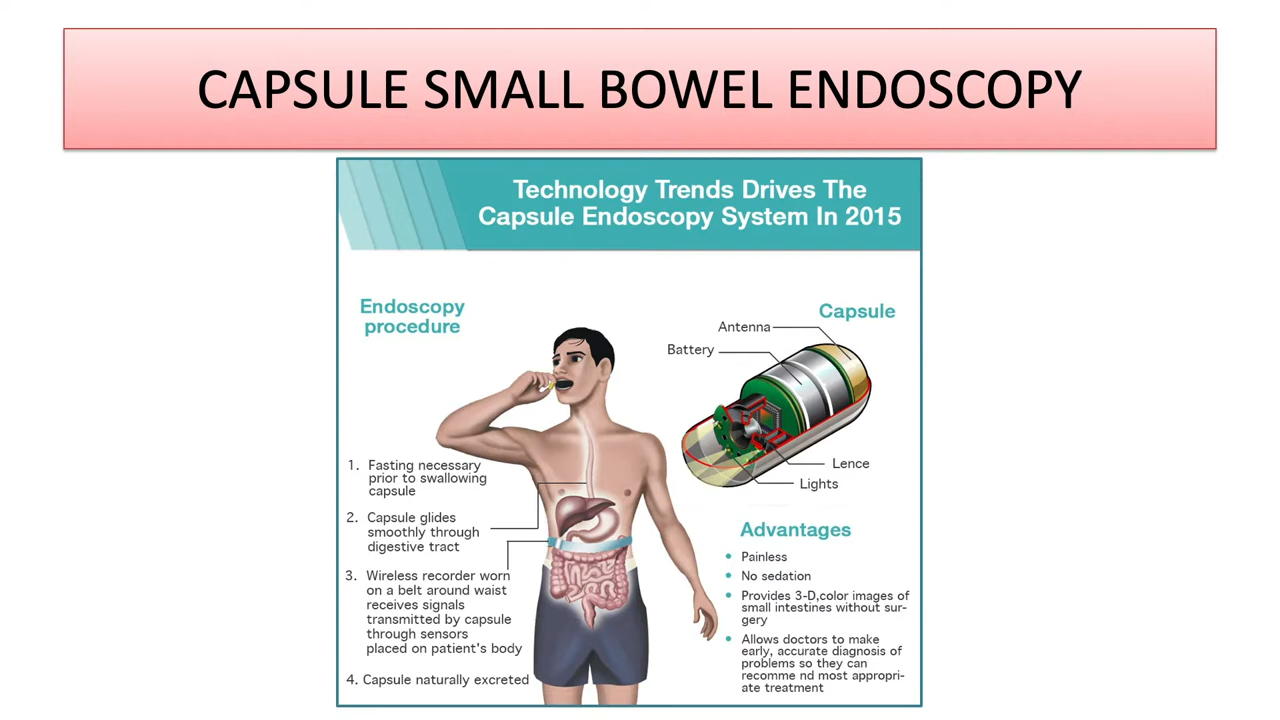 CAPSULE SMALL BOWEL ENDOSCOPY
Technology Trends Drives The
Capsule Endoscopy System In 2015
Endoscopy
procedure
1. Fasting necessary
prior to swallowing
capsule
2. Capsule glides
smoothly through
digestive tract
3. Wireless recorder worn
on a belt around waist
receives signals
transmitted by capsule
through sensors
placed on patient's body
4. Capsule naturally excreted
Capsule
Antenna
Battery
Lence
Lights
Advantages
• Painless
• No sedation
• Provides 3-D,color images of
small intestines without sur-
gery
• Allows doctors to make
early, accurate diagnosis of
problems so they can
recomme nd most appropri-
ate treatment